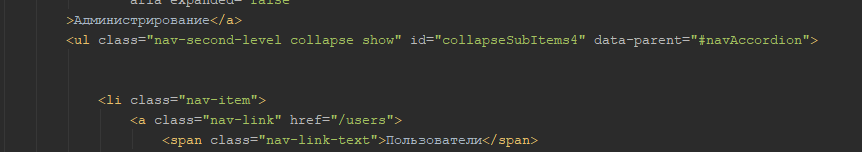 aria-expanded="false"
>Администрирование</a>
<ul class="nav-second-level collapse show" id="collapseSubItems4" data-parent="#navAccordion">
<li class="nav-item">
<a class="nav-link" href="/users">
<span class="nav-link-text">Пользователи</span>